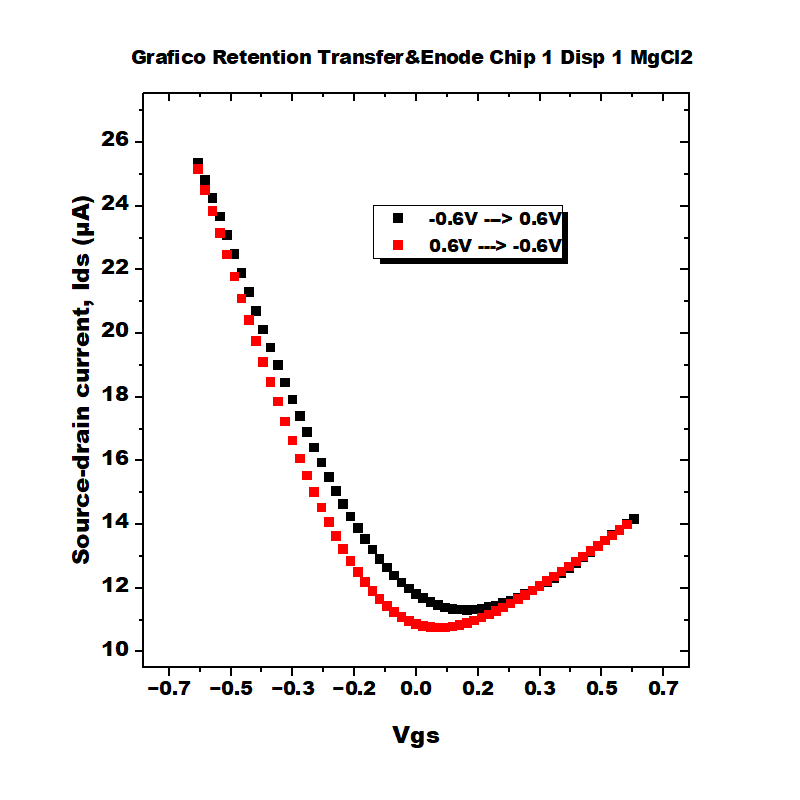 Grafico Retention Transfer&Enode Chip 1 Disp 1 MgCl2
26
24
22
20
18
16
14
12
10
Source-drain current, Ids (µA)
-0.6V ---> 0.6V
0.6V ---> -0.6V
−0.7 −0.5 −0.3 −0.2 0.0 0.2 0.3 0.5 0.7
Vgs